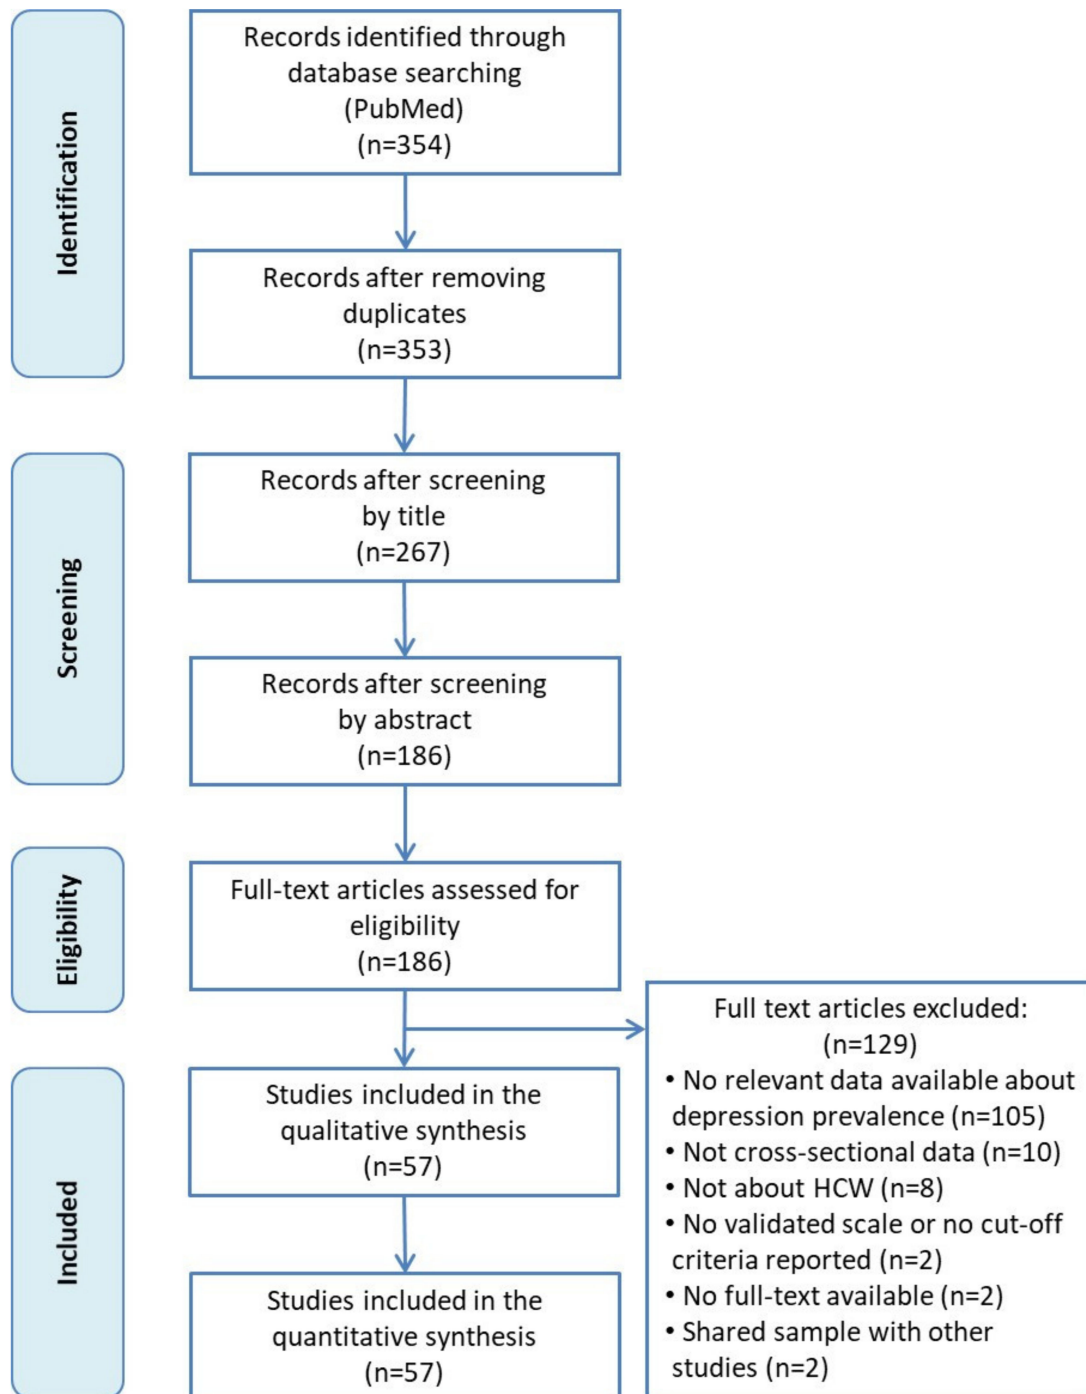 Identification
Records identified through
database searching
(PubMed)
(n=354)
Records after removing
duplicates
(n=353)
Screening
Records after screening
by title
(n=267)
Records after screening
by abstract
(n=186)
Eligibility
Full-text articles assessed for
eligibility
(n=186)
Full text articles excluded:
(n=129)
• No relevant data available about
depression prevalence (n=105)
• Not cross-sectional data (n=10)
• Not about HCW (n=8)
• No validated scale or no cut-off
criteria reported (n=2)
• No full-text available (n=2)
• Shared sample with other
studies (n=2)
Included
Studies included in the
qualitative synthesis
(n=57)
Studies included in the
quantitative synthesis
(n=57)